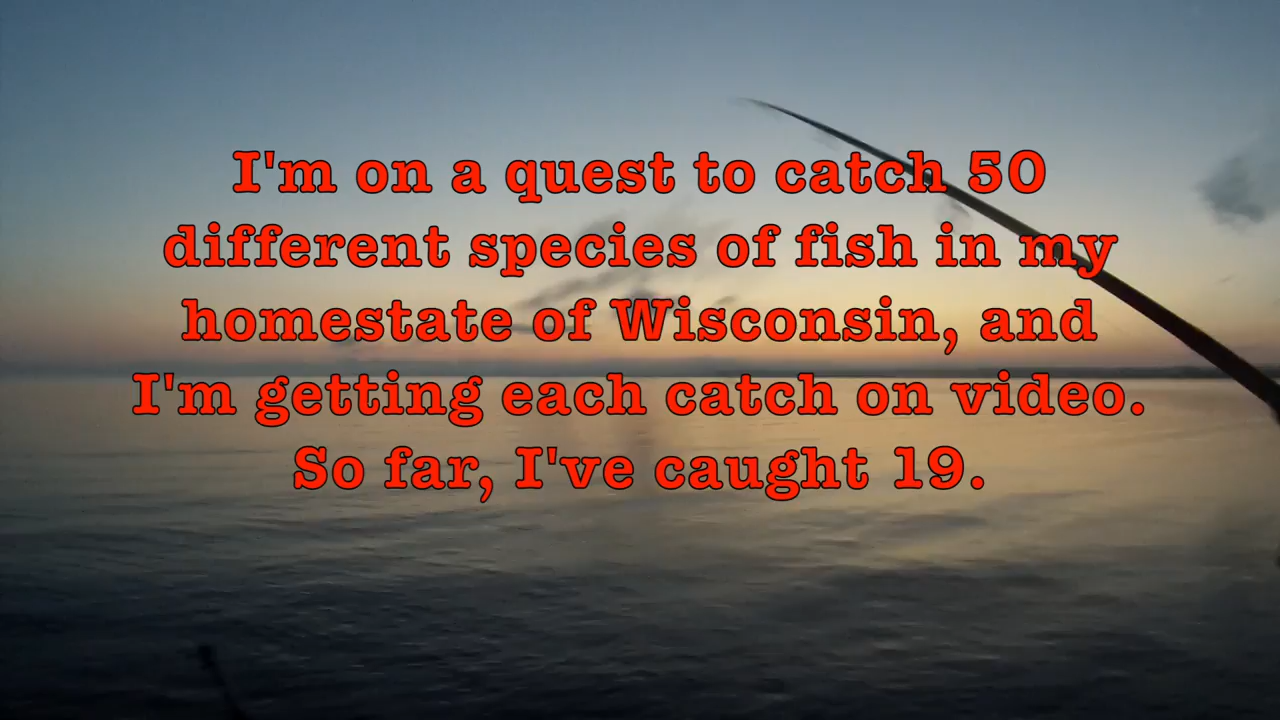 I'm on a quest to catch 50
different species of fish in my
homestate of Wisconsin, and
I'm getting each catch on video.
So far, I've caught 19.